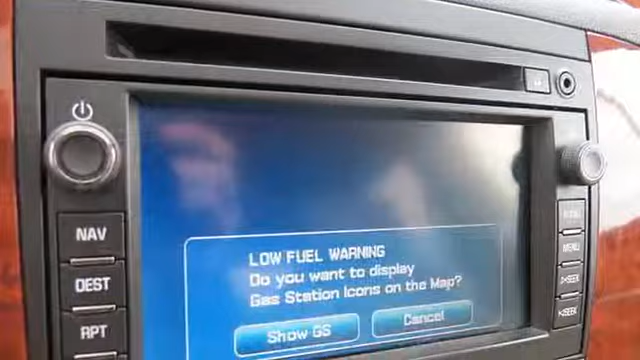 NAV
DEST
RPT
LOW FUEL WARNING
Do you want to display
Gas Station Icons on the Map?
Show GS
Cancel
MENU
SEEK
SEEK